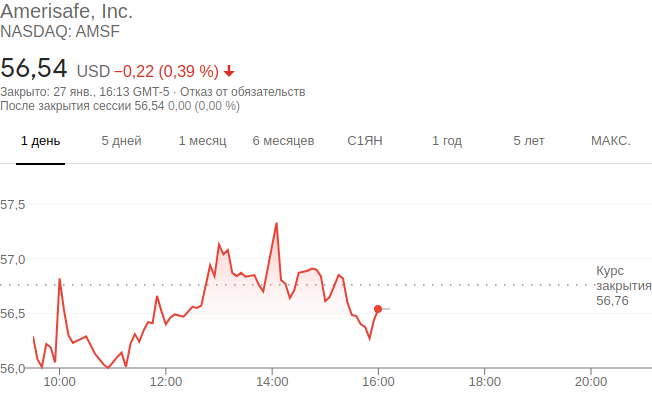 Amerisafe, Inc.
NASDAQ: AMSF
56,54 USD −0,22 (0,39 %)
Закрыто: 27 янв., 16:13 GMT-5 · Отказ от обязательств
После закрытия сессии 56,54 0,00 (0,00 %)
1 день 5 дней 1 месяц 6 месяцев С1ЯН 1 год 5 лет МАКС.
57,5
57,0
Курс
закрытия
56,76
56,5
56,0
10:00 12:00 14:00 16:00 18:00 20:00